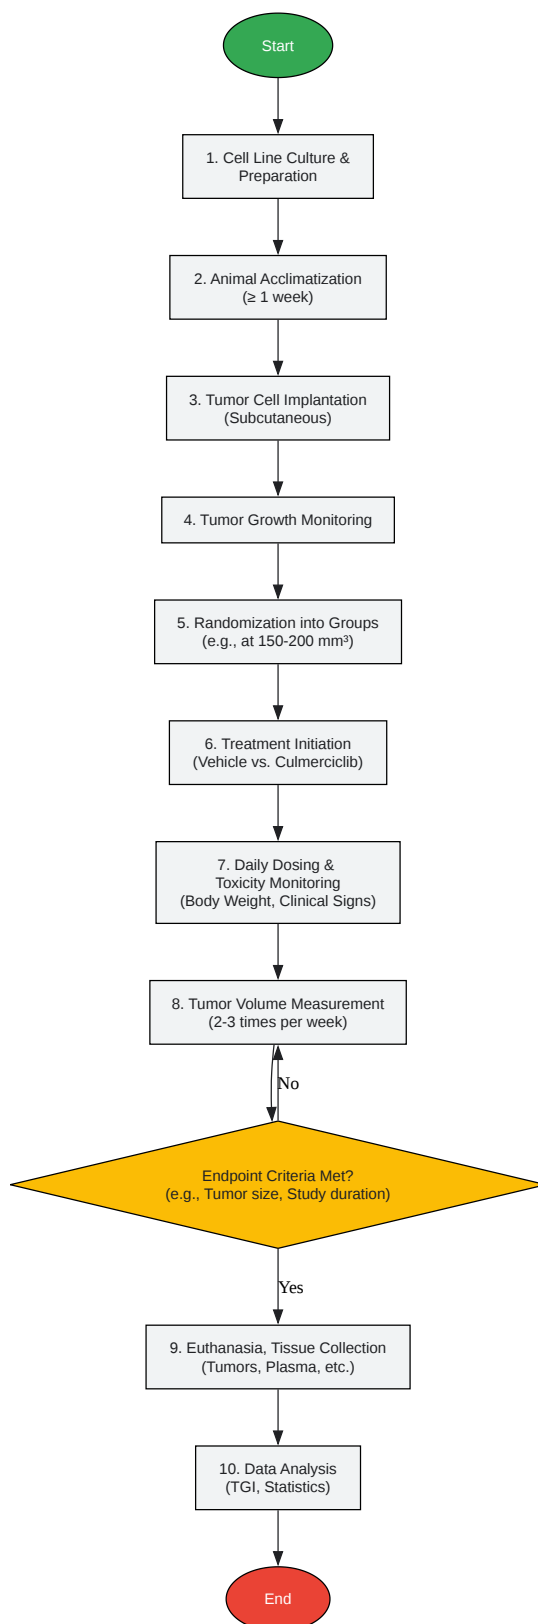 Start
1. Cell Line Culture &
Preparation
2. Animal Acclimatization
(≥ 1 week)
3. Tumor Cell Implantation
(Subcutaneous)
4. Tumor Growth Monitoring
5. Randomization into Groups
(e.g., at 150-200 mm³)
6. Treatment Initiation
(Vehicle vs. Culmerciclib)
7. Daily Dosing &
Toxicity Monitoring
(Body Weight, Clinical Signs)
8. Tumor Volume Measurement
(2-3 times per week)
No
Endpoint Criteria Met?
(e.g., Tumor size, Study duration)
Yes
9. Euthanasia, Tissue Collection
(Tumors, Plasma, etc.)
10. Data Analysis
(TGI, Statistics)
End